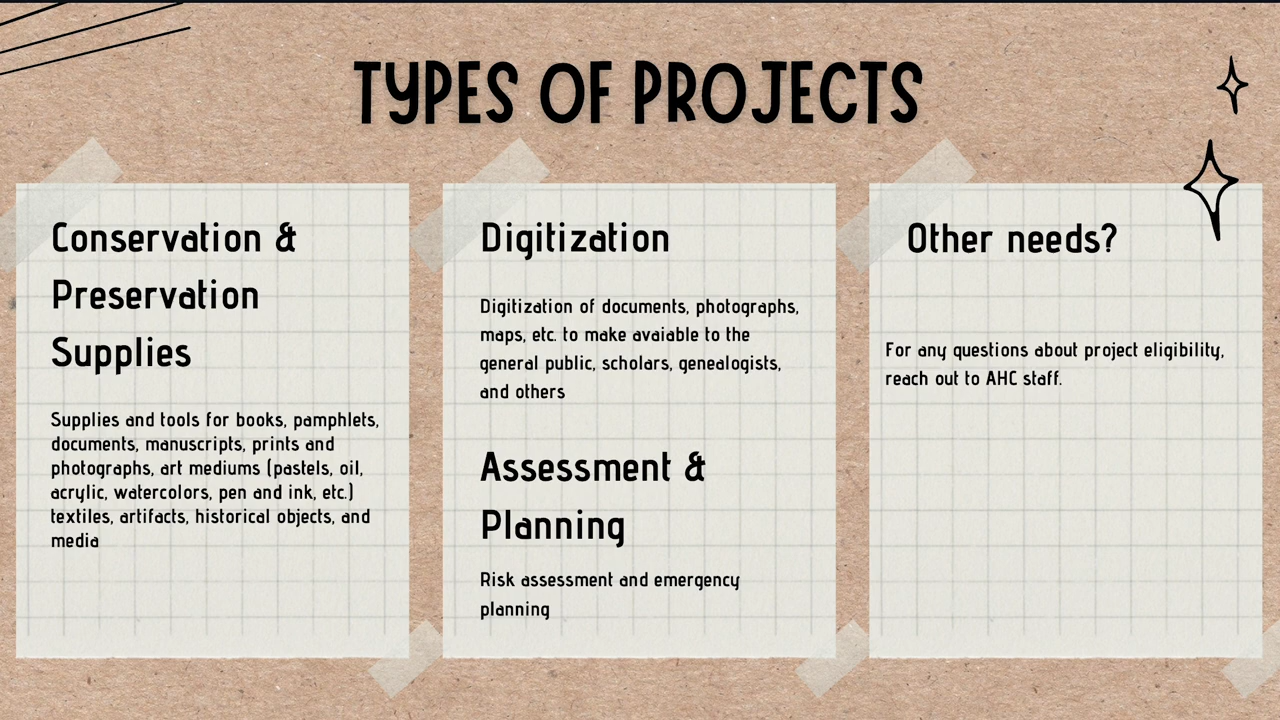 TYPES OF PROJECTS
Conservation &
Preservation
Supplies
Supplies and tools for books, pamphlets,
documents, manuscripts, prints and
photographs, art mediums (pastels, oil,
acrylic, watercolors, pen and ink, etc.)
textiles, artifacts, historical objects, and
media
Digitization
Digitization of documents, photographs,
maps, etc. to make avaiable to the
general public, scholars, genealogists,
and others
Assessment &
Planning
Risk assessment and emergency
planning
Other needs?
For any questions about project eligibility,
reach out to AHC staff.